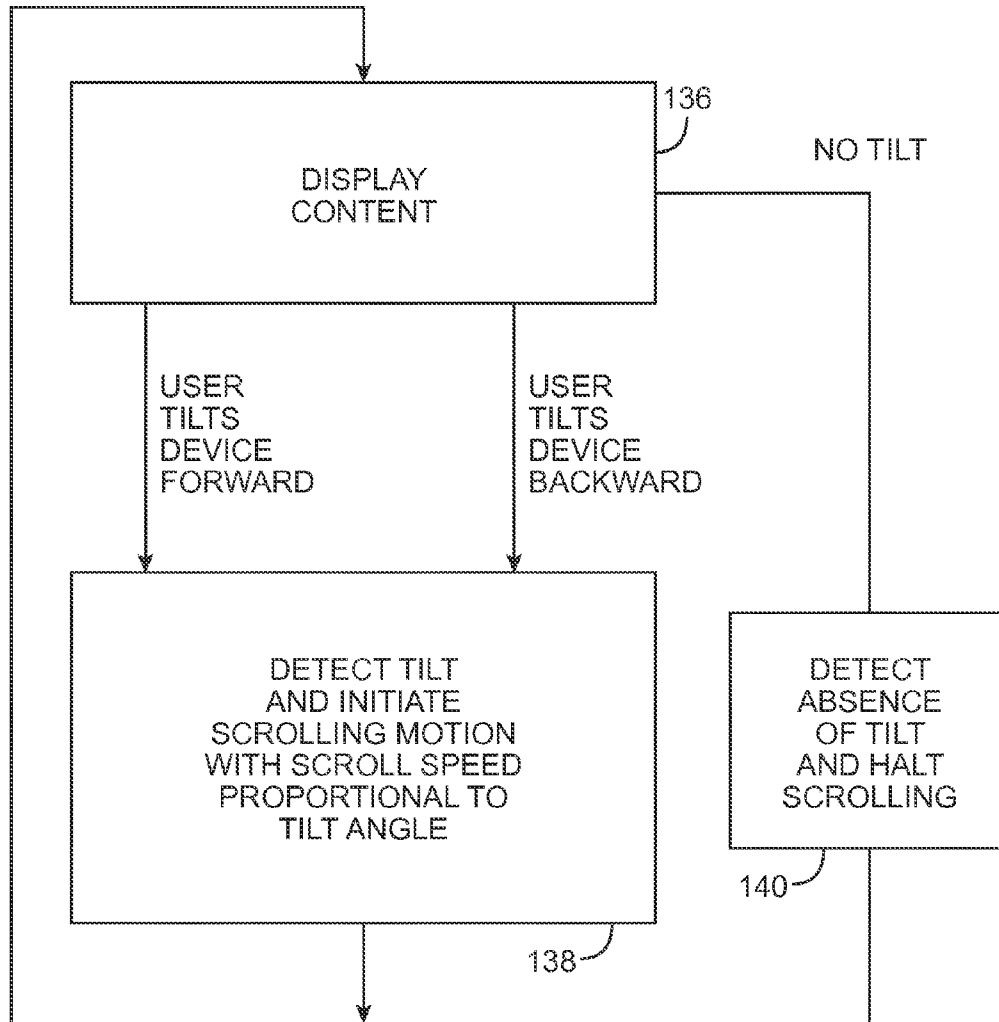 136
NO TILT
DISPLAY
CONTENT
USER
TILTS
DEVICE
FORWARD
USER
TILTS
DEVICE
BACKWARD
DETECT TILT
AND INITIATE
SCROLLING MOTION
WITH SCROLL SPEED
PROPORTIONAL TO
TILT ANGLE
DETECT
ABSENCE
OF TILT
AND HALT
SCROLLING
140
138